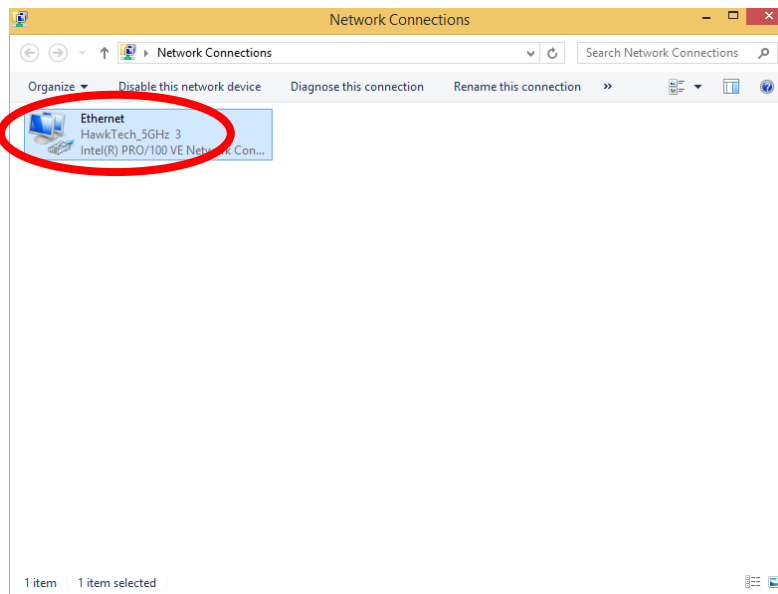 Network Connections
Network Connections
Search Network Connections
Organize Disable this network device Diagnose this connection Rename this connection »
Ethernet
HawkTech_5GHz 3
Intel(R) PRO/100 VE Network Con...
1 item 1 item selected